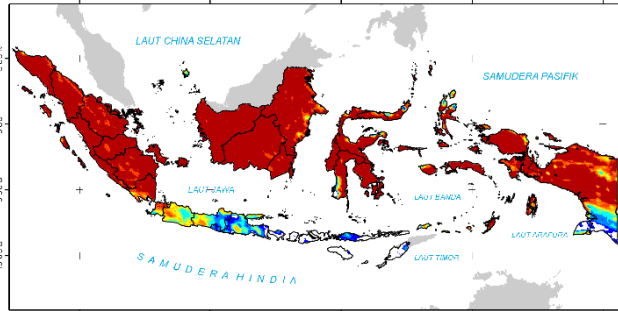 LAUT CHINA SELATAN
SAMUDERA PASIFIK
LAUT JAWA
LAUT BANDA
LAUT ARAFURA
LAUT TIMOR
SAMUDERA HINDIA